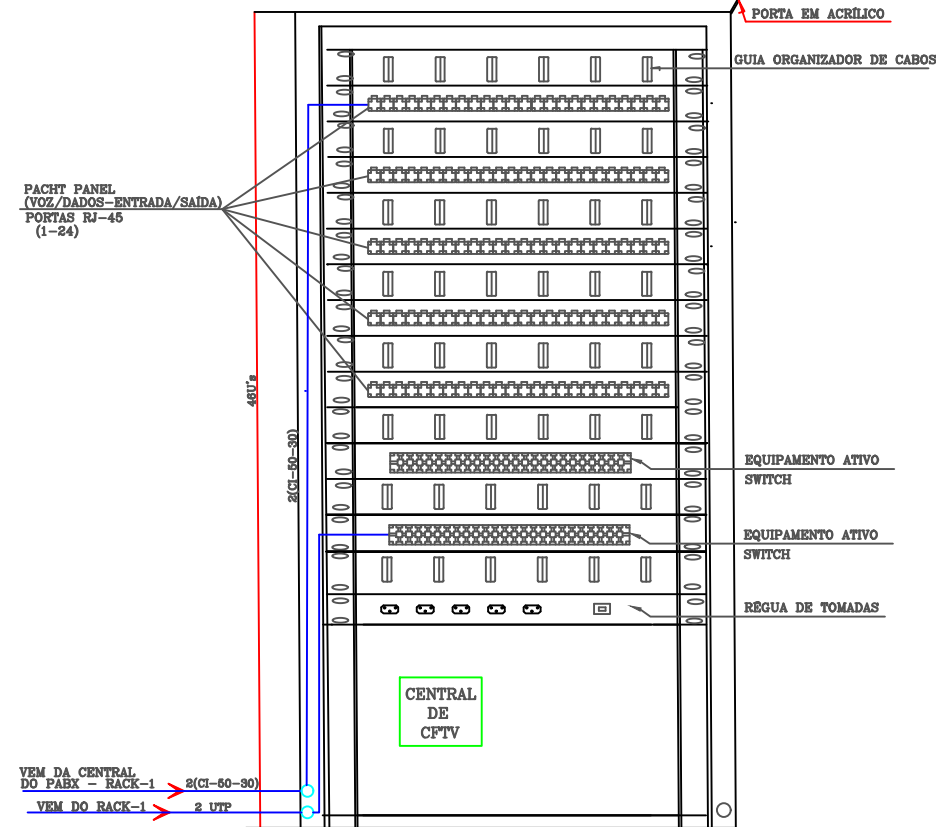 PORTA EM ACRÍLICO
GUIA ORGANIZADOR DE CABOS
PACHT PANEL
(VOZ/DADOS-ENTRADA/SAÍDA)
PORTAS RJ-45
(1-24)
46U's
2(CI-50-30)
EQUIPAMENTO ATIVO
SWITCH
EQUIPAMENTO ATIVO
SWITCH
RÉGUA DE TOMADAS
CENTRAL
DE
CFTV
VEM DA CENTRAL
DO PABX - RACK-1
2(CI-50-30)
VEM DO RACK-1
2 UTP